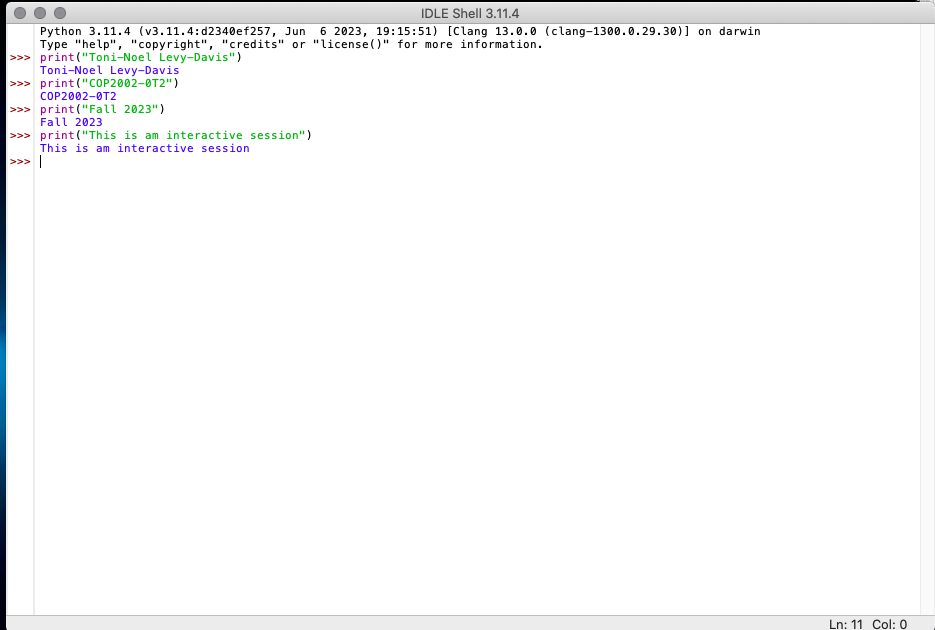 IDLE Shell 3.11.4
Python 3.11.4 (v3.11.4:d2340ef257, Jun  6 2023, 19:15:51) [Clang 13.0.0 (clang-1300.0.29.30)] on darwin
Type "help", "copyright", "credits" or "license()" for more information.
>>> print("Toni-Noel Levy-Davis")
Toni-Noel Levy-Davis
>>> print("COP2002-0T2")
COP2002-0T2
>>> print("Fall 2023")
Fall 2023
>>> print("This is am interactive session")
This is am interactive session
>>>
Ln: 11 Col: 0